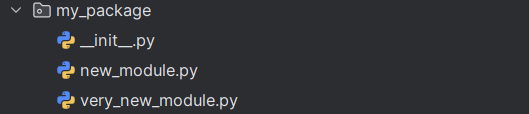 my_package
__init__.py
new_module.py
very_new_module.py